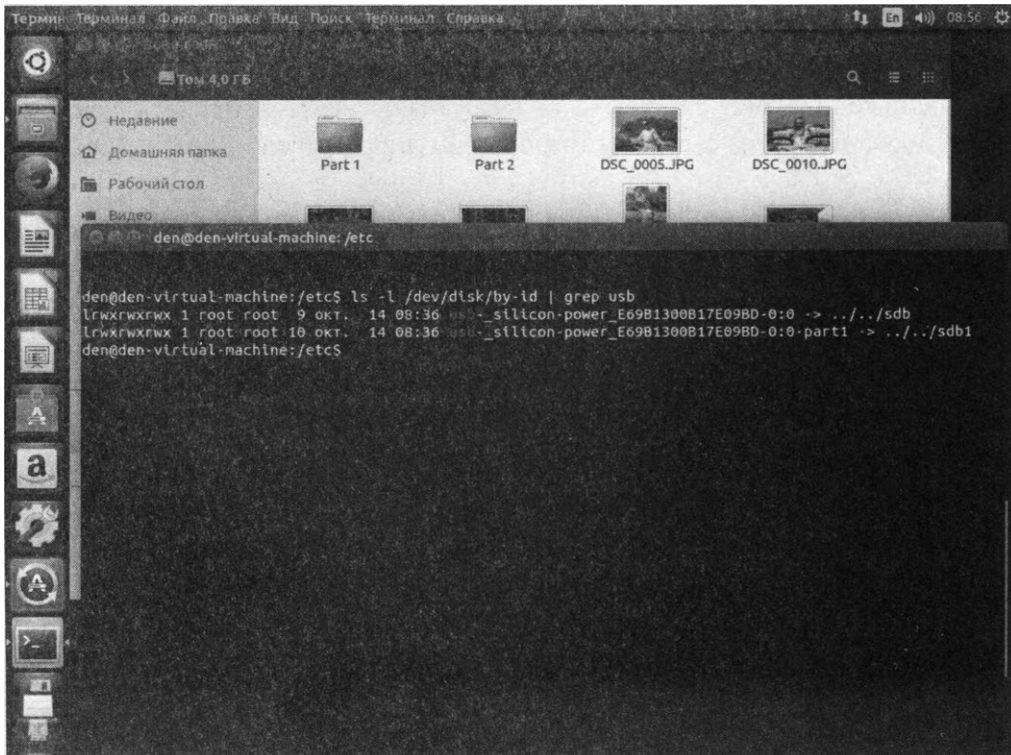 Терминал Файл Правка Вид Поиск Терминал Справка En 08:56
Том 4,0 ГБ
Недавние
Домашняя папка
Рабочий стол
Видео
Part 1 Part 2 DSC_0005.JPG DSC_0010.JPG
den@den-virtual-machine: /etc
den@den-virtual-machine:/etc$ ls -l /dev/disk/by-id | grep usb
lrwxrwxrwx 1 root root 9 окт. 14 08:36 usb-_silicon-power_E69B1300B17E09BD-0:0 -> ../../sdb
lrwxrwxrwx 1 root root 10 окт. 14 08:36 usb-_silicon-power_E69B1300B17E09BD-0:0-part1 -> ../../sdb1
den@den-virtual-machine:/etc$
a